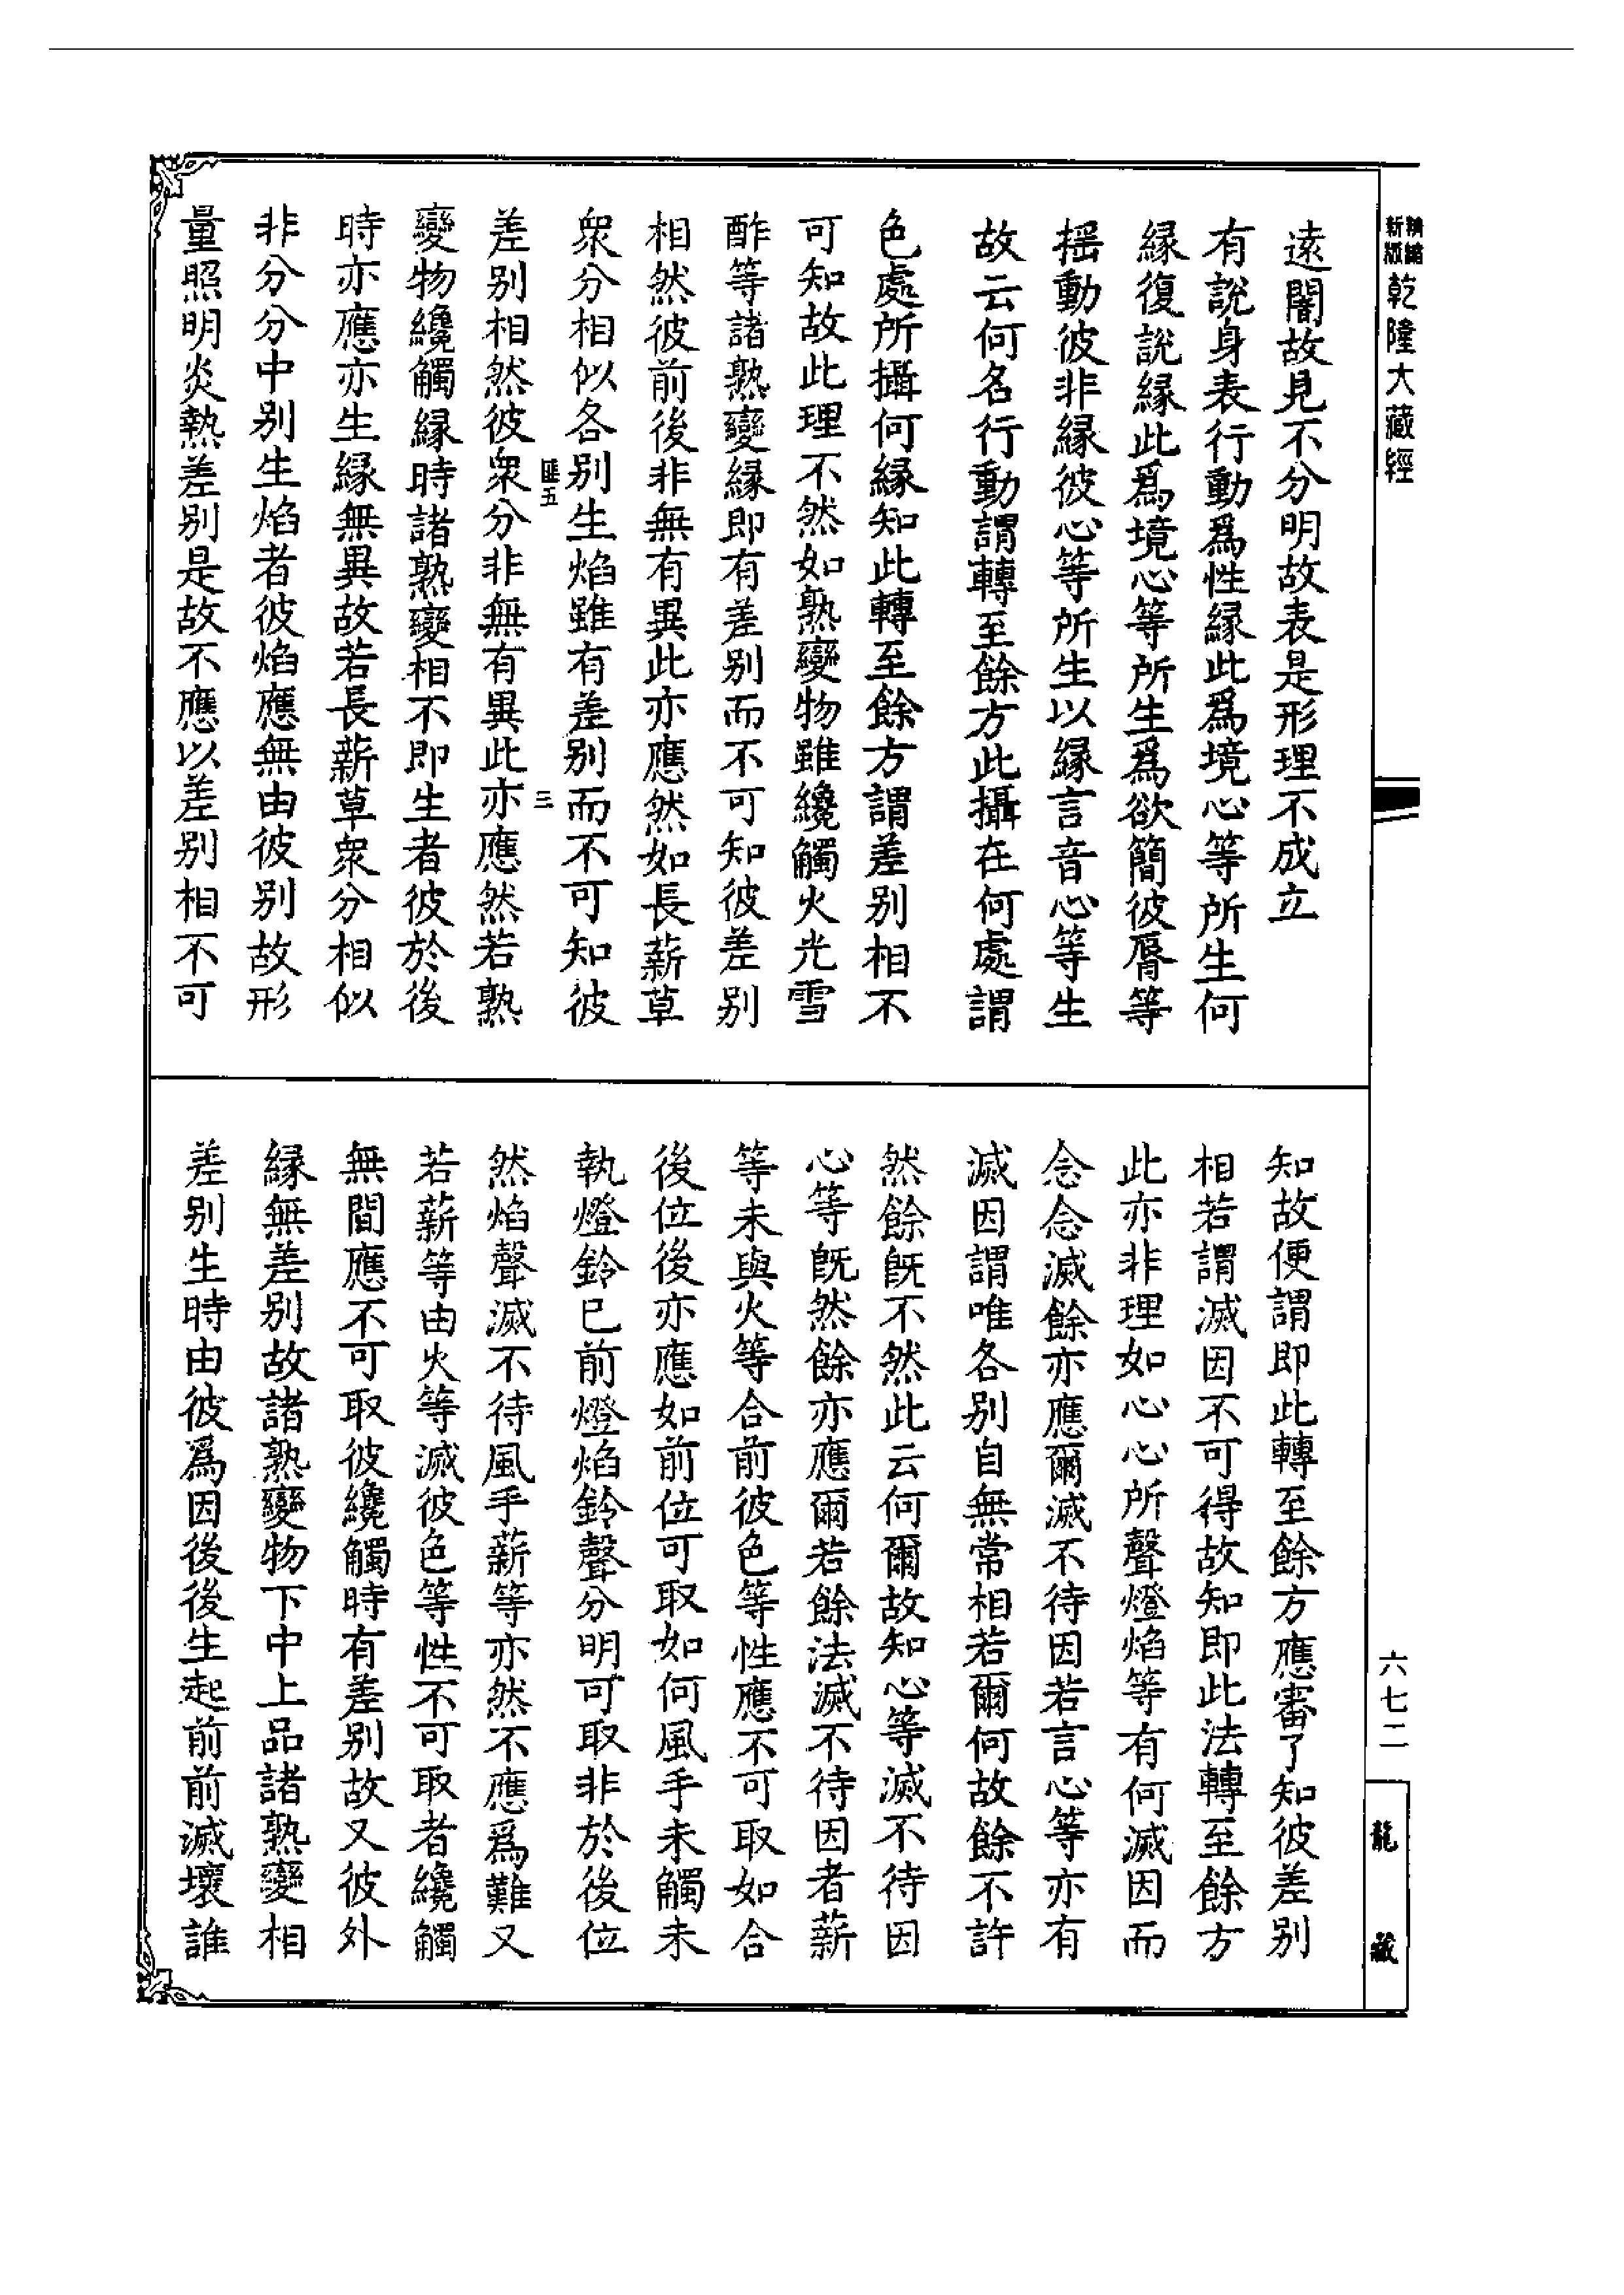 精縮新版乾隆大藏經
遠闇故見不分明故表是形理不成立
有說身表行動爲性縁此爲境心等所生何
縁復說縁此爲境心等所生爲欲簡彼脣等
摇動彼非縁彼心等所生以縁言音心等生
故云何名行動謂轉至餘方此攝在何處謂
色處所攝何縁知此轉至餘方謂差別相不
可知故此理不然如熟變物雖纔觸火光雪
酢等諸熟變縁即有差别而不可知彼差别
相然彼前後非無有異此亦應然如長薪草
衆分相似各别生焰雖有差别而不可知彼
匪五 三
差别相然彼衆分非無有異此亦應然若熟
變物纔觸縁時諸熟變相不即生者彼於後
時亦應亦生縁無異故若長薪草衆分相似
非分分中别生焰者彼焰應無由彼别故形
量照明炎熱差别是故不應以差别相不可
知故便謂即此轉至餘方應審了知彼差别
相若謂滅因不可得故知即此法轉至餘方
此亦非理如心心所聲燈焰等有何滅因而
念念滅餘亦應爾滅不待因若言心等亦有
滅因謂唯各别自無常相若爾何故餘不許
然餘既不然此云何爾故知心等滅不待因
心等既然餘亦應爾若餘法滅不待因者薪
等未與火等合前彼色等性應不可取如合
後位後亦應如前位可取如何風手未觸未
執燈鈴已前燈焰鈴聲分明可取非於後位
然焰聲滅不待風手薪等亦然不應爲難又
若薪等由火等滅彼色等性不可取者纔觸
無間應不可取彼纔觸時有差别故又彼外
縁無差别故諸熟變物下中上品諸熟變相
差别生時由彼爲因後後生起前前滅壞誰
六七二
龍藏